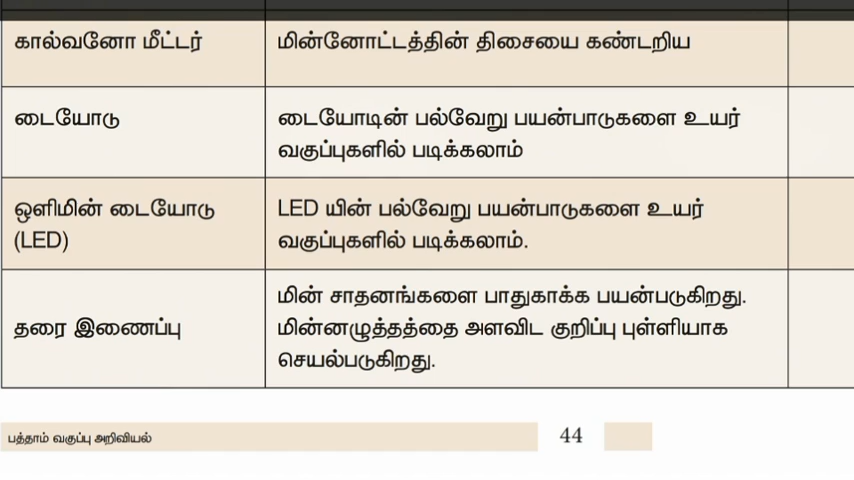 கால்வனோ மீட்டர்
மின்னோட்டத்தின் திசையை கண்டறிய
டையோடு
டையோடின் பல்வேறு பயன்பாடுகளை உயர்
வகுப்புகளில் படிக்கலாம்
ஒளிமின் டையோடு
(LED)
LED யின் பல்வேறு பயன்பாடுகளை உயர்
வகுப்புகளில் படிக்கலாம்.
தரை இணைப்பு
மின் சாதனங்களை பாதுகாக்க பயன்படுகிறது.
மின்னழுத்தத்தை அளவிட குறிப்பு புள்ளியாக
செயல்படுகிறது.
பத்தாம் வகுப்பு அறிவியல்
44